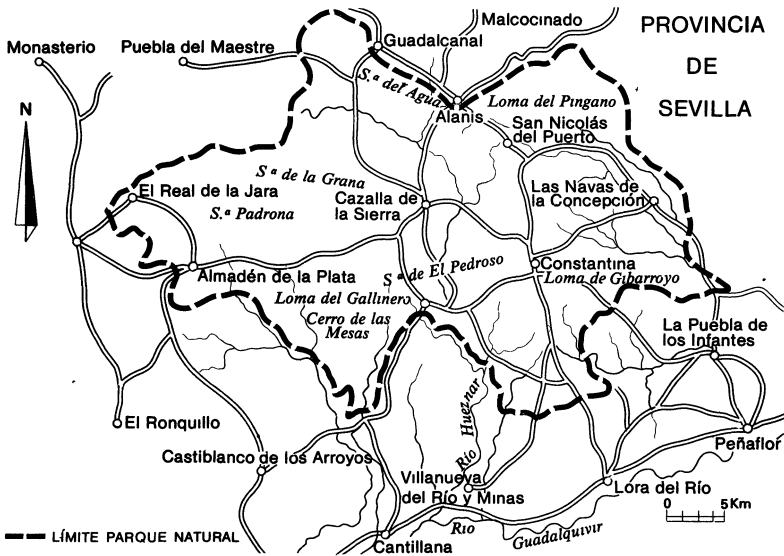 Malcocinado
PROVINCIA
DE
SEVILLA
Monasterio
Puebla del Maestre
Guadalcanal
S.ª del Agua
Alanis
Loma del Pingano
N
San Nicolás
del Puerto
S ª de la Grana
El Real de la Jara
S.ª Padrona
Cazalla de
la Sierra
Las Navas de
la Concepción
Almadén de la Plata
S ª de El Pedroso
Constantina
Loma de Gibarroyo
Loma del Gallinero
Cerro de las
Mesas
La Puebla de
los Infantes
El Ronquillo
Río Hueznar
Peñaflor
Castiblanco de los Arroyos
Villanueva
del Río y Minas
Lora del Río
0 5Km
LÍMITE PARQUE NATURAL
Cantillana
Río Guadalquivir